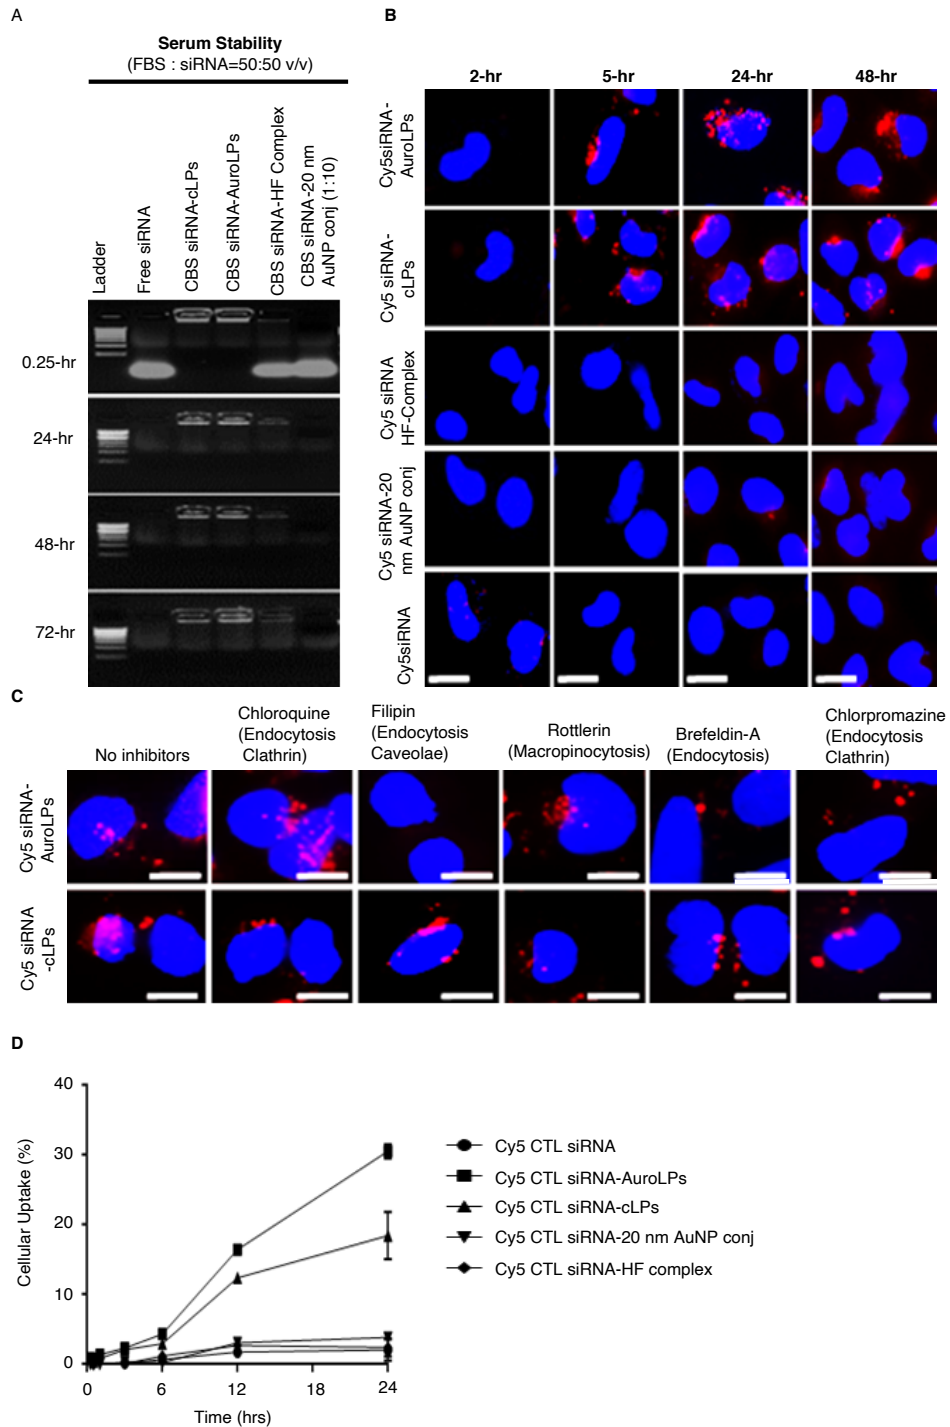 A
Serum Stability
(FBS : siRNA=50:50 v/v)
Ladder
Free siRNA
CBS siRNA-cLPs
CBS siRNA-AuroLPs
CBS siRNA-HF Complex
CBS siRNA-20 nm
AuNP conj (1:10)
0.25-hr
24-hr
48-hr
72-hr
B
2-hr
5-hr
24-hr
48-hr
Cy5siRNA-
AuroLPs
Cy5 siRNA-
cLPs
Cy5 siRNA
HF-Complex
Cy5 siRNA-20
nm AuNP conj
Cy5siRNA
C
No inhibitors
Chloroquine
(Endocytosis
Clathrin)
Filipin
(Endocytosis
Caveolae)
Rottlerin
(Macropinocytosis)
Brefeldin-A
(Endocytosis)
Chlorpromazine
(Endocytosis
Clathrin)
Cy5 siRNA-
AuroLPs
Cy5 siRNA
-cLPs
D
Cellular Uptake (%)
40
30
20
10
0
0
6
12
18
24
Time (hrs)
Cy5 CTL siRNA
Cy5 CTL siRNA-AuroLPs
Cy5 CTL siRNA-cLPs
Cy5 CTL siRNA-20 nm AuNP conj
Cy5 CTL siRNA-HF complex